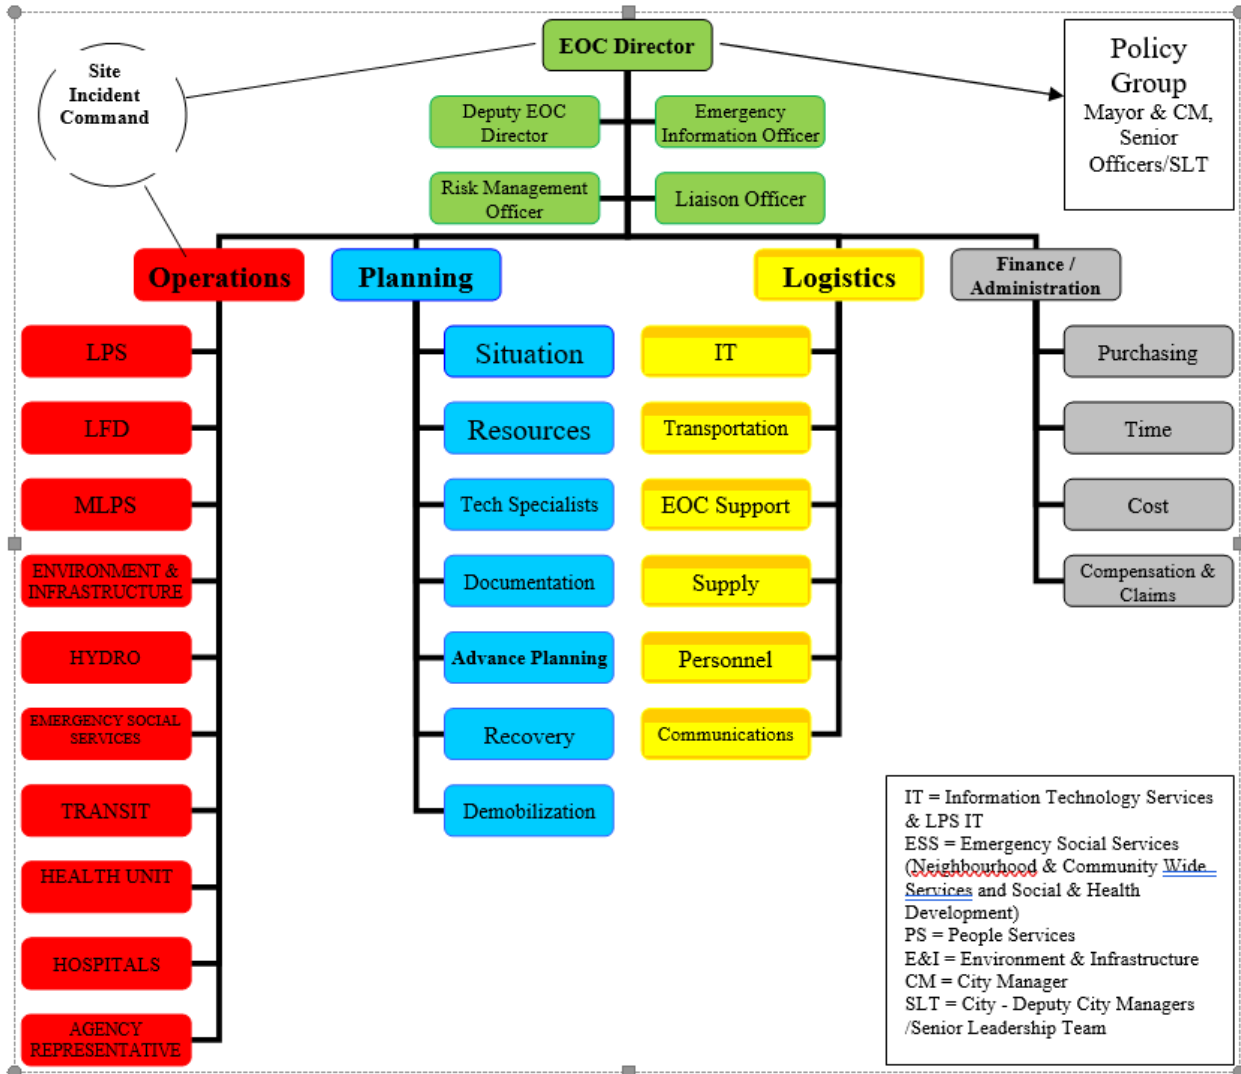 EOC Director
Site
Incident
Command
Policy
Group
Mayor & CM,
Senior
Officers/SLT
Deputy EOC
Director
Emergency
Information Officer
Risk Management
Officer
Liaison Officer
Operations
Planning
Logistics
Finance /
Administration
LPS
LFD
MLPS
ENVIRONMENT &
INFRASTRUCTURE
HYDRO
EMERGENCY SOCIAL
SERVICES
TRANSIT
HEALTH UNIT
HOSPITALS
AGENCY
REPRESENTATIVE
Situation
Resources
Tech Specialists
Documentation
Advance Planning
Recovery
Demobilization
IT
Transportation
EOC Support
Supply
Personnel
Communications
Purchasing
Time
Cost
Compensation &
Claims
IT = Information Technology Services
& LPS IT
ESS = Emergency Social Services
(Neighbourhood & Community Wide
Services and Social & Health
Development)
PS = People Services
E&I = Environment & Infrastructure
CM = City Manager
SLT = City - Deputy City Managers
/Senior Leadership Team